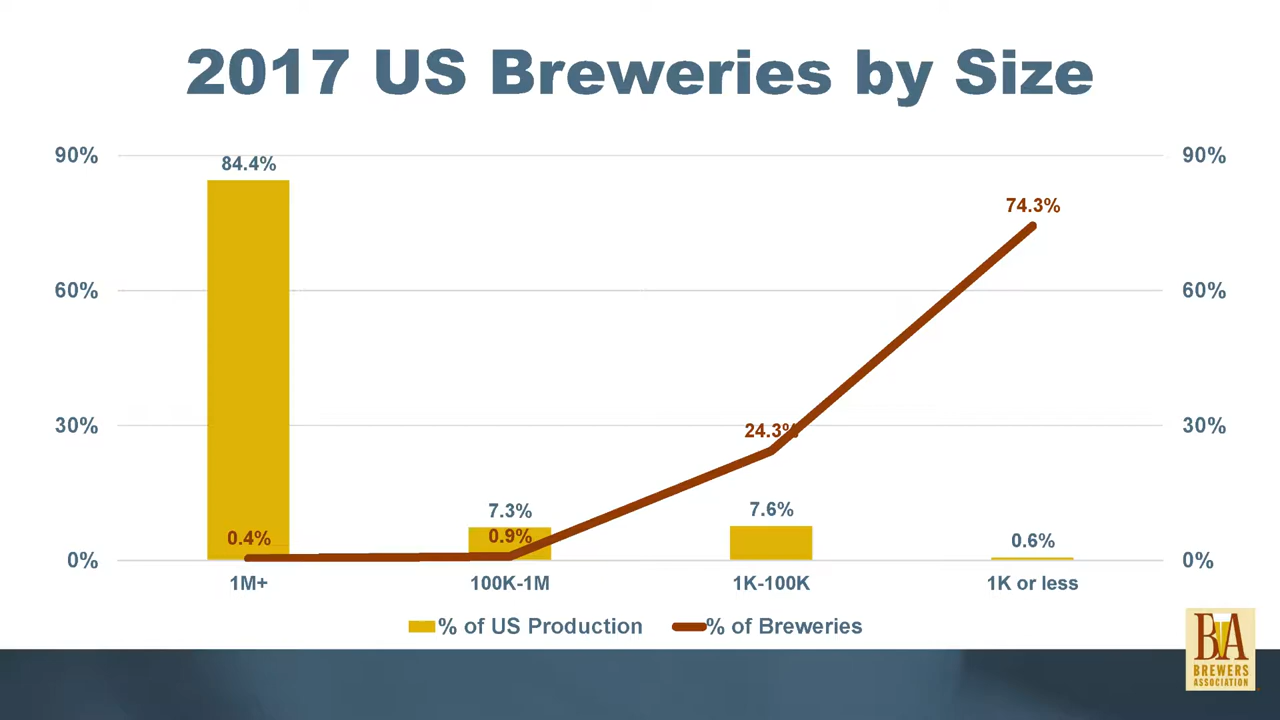 2017 US Breweries by Size
90%
84.4%
90%
74.3%
60%
60%
30%
24.3%
30%
7.3%
7.6%
0.4%
0.9%
0.6%
0%
0%
1M+
100K-1M
1K-100K
1K or less
% of US Production
% of Breweries
BA
BREWERS
ASSOCIATION